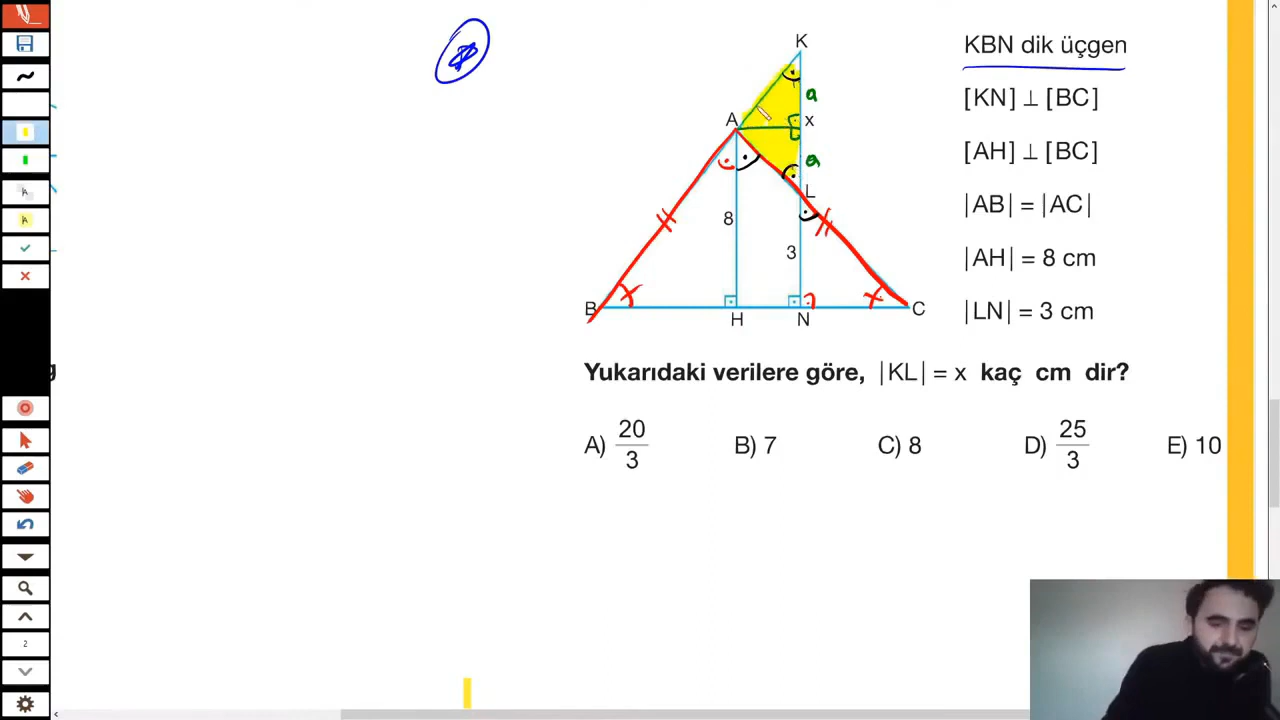 K
KBN dik üçgen
a
[KN] ⊥ [BC]
A
x
[AH] ⊥ [BC]
a
L
|AB| = |AC|
8
3
|AH| = 8 cm
B
H
N
C
|LN| = 3 cm
Yukarıdaki verilere göre, |KL| = x kaç cm dir?
A) 20/3 B) 7 C) 8 D) 25/3 E) 10
A
A
2